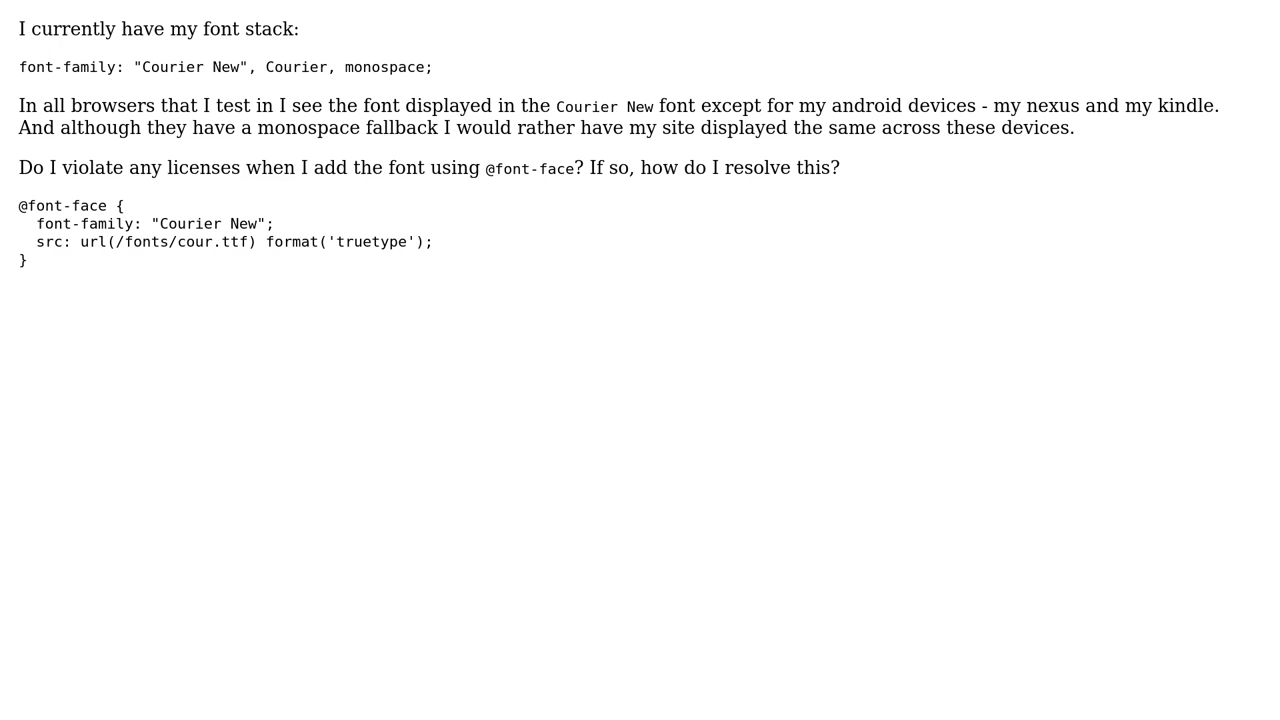 I currently have my font stack:
font-family: "Courier New", Courier, monospace;
In all browsers that I test in I see the font displayed in the Courier New font except for my android devices - my nexus and my kindle.
And although they have a monospace fallback I would rather have my site displayed the same across these devices.
Do I violate any licenses when I add the font using @font-face? If so, how do I resolve this?
@font-face {
  font-family: "Courier New";
  src: url(/fonts/cour.ttf) format('truetype');
}